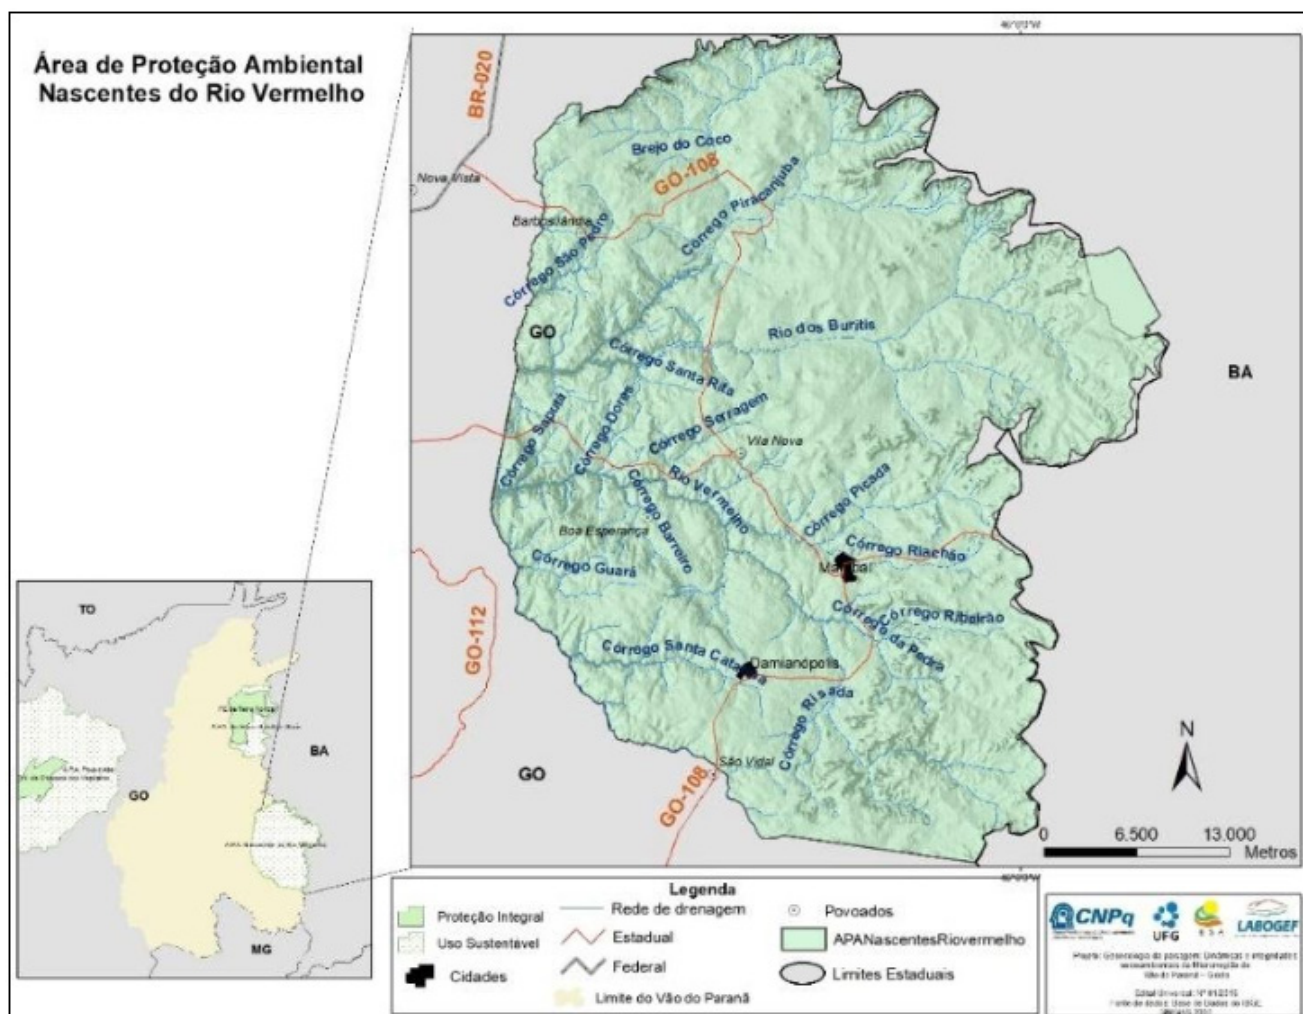 Área de Proteção Ambiental
Nascentes do Rio Vermelho
BR-020
Nova Vista
Brejo do Coco
GO-108
Córrego Piracanjuba
Barbosilândia
Córrego São Pedro
GO
Rio dos Buritis
BA
Córrego Santa Rita
Córrego Saputa
Córrego Dores
Córrego Serragem
Vila Nova
Rio Vermelho
Córrego Picada
Córrego Barreiro
Boa Esperança
Córrego Riachão
Córrego Guará
GO-112
Córrego Ribeirão
Córrego da Pedra
Córrego Santa
Damianópolis
Córrego Risada
São Vidal
GO-108
GO
N
0 6.500 13.000
Metros
TO
BA
GO
MG
Legenda
Proteção Integral
Uso Sustentável
Cidades
Rede de drenagem
Estadual
Federal
Limite do Vão do Paranã
Povoados
APANascentesRiovermelho
Limites Estaduais
CNPq
UFG
LABOGEF